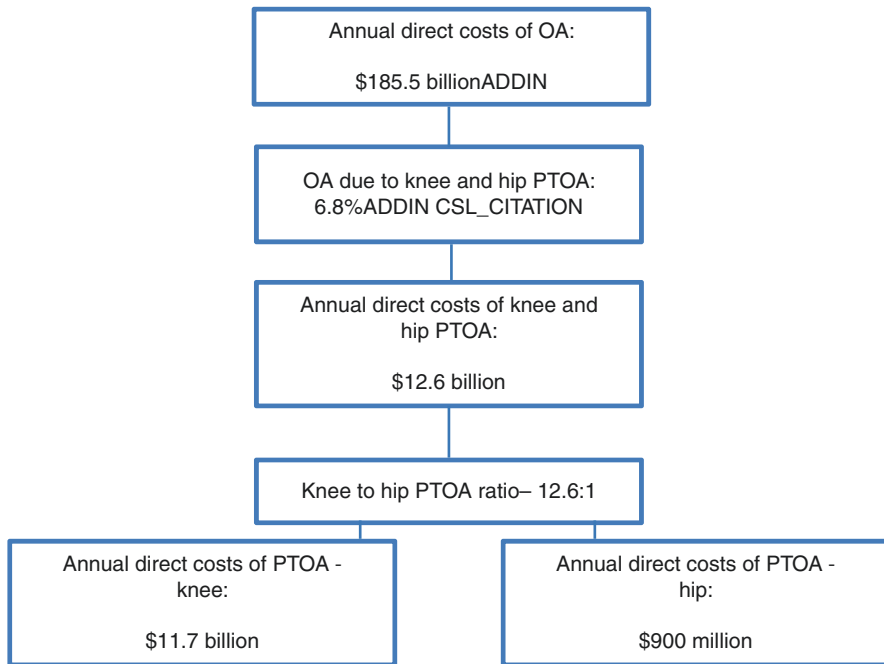 Annual direct costs of OA:
$185.5 billionADDIN
OA due to knee and hip PTOA:
6.8%ADDIN CSL_CITATION
Annual direct costs of knee and
hip PTOA:
$12.6 billion
Knee to hip PTOA ratio– 12.6:1
Annual direct costs of PTOA -
knee:
$11.7 billion
Annual direct costs of PTOA -
hip:
$900 million